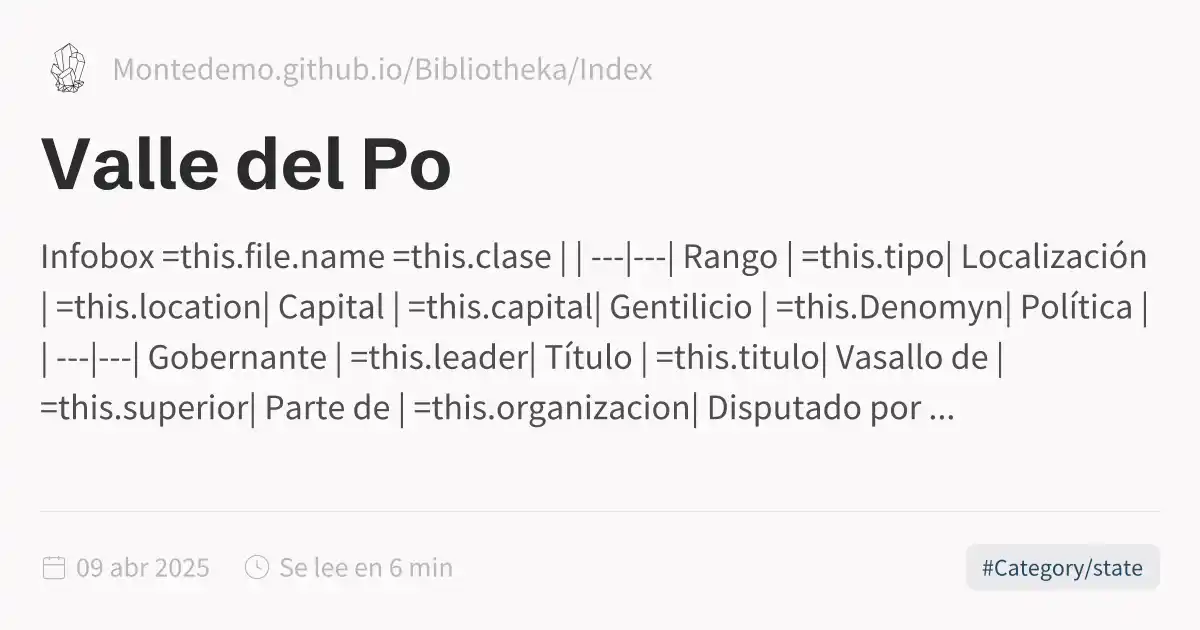 Montedemo.github.io/Bibliotheka/Index
Valle del Po
Infobox =this.file.name =this.clase | | ---|---| Rango | =this.tipo| Localización
| =this.location| Capital | =this.capital| Gentilicio | =this.Denomyn| Política |
| ---|---| Gobernante | =this.leader| Título | =this.titulo| Vasallo de |
=this.superior| Parte de | =this.organizacion| Disputado por ...
09 abr 2025 Se lee en 6 min #Category/state